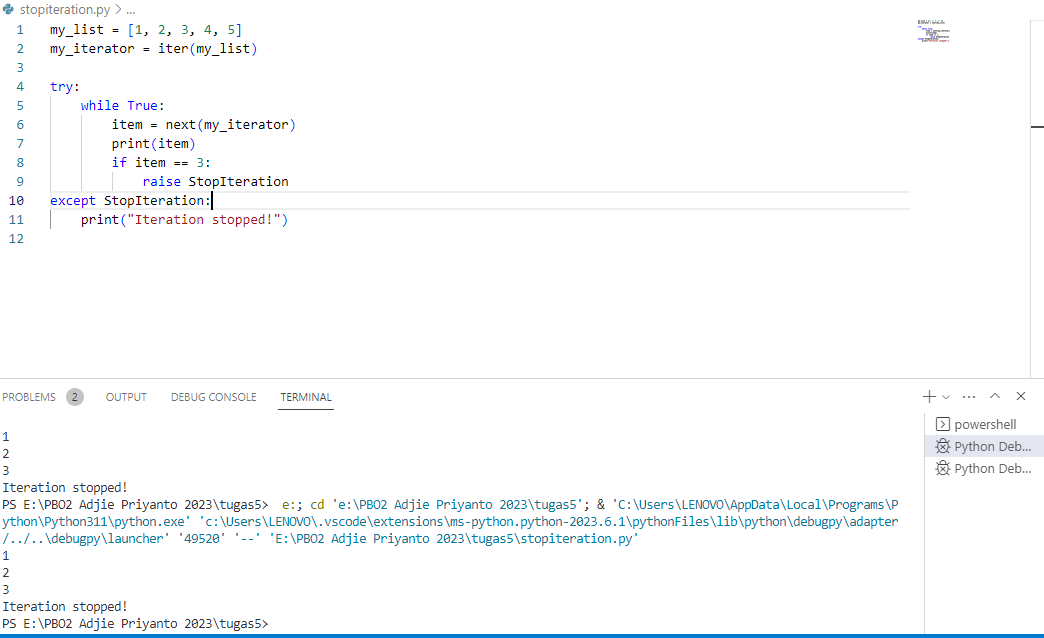 stopiteration.py > ...
1 my_list = [1, 2, 3, 4, 5]
2 my_iterator = iter(my_list)
3
4 try:
5     while True:
6         item = next(my_iterator)
7         print(item)
8         if item == 3:
9             raise StopIteration
10 except StopIteration:
11     print("Iteration stopped!")
12
PROBLEMS 2 OUTPUT DEBUG CONSOLE TERMINAL
powershell
Python Deb...
Python Deb...
1
2
3
Iteration stopped!
PS E:\PBO2 Adjie Priyanto 2023\tugas5>  e:; cd 'e:\PBO2 Adjie Priyanto 2023\tugas5'; & 'C:\Users\LENOVO\AppData\Local\Programs\P
ython\Python311\python.exe' 'c:\Users\LENOVO\.vscode\extensions\ms-python.python-2023.6.1\pythonFiles\lib\python\debugpy\adapter
/../..\debugpy\launcher' '49520' '--' 'E:\PBO2 Adjie Priyanto 2023\tugas5\stopiteration.py'
1
2
3
Iteration stopped!
PS E:\PBO2 Adjie Priyanto 2023\tugas5>